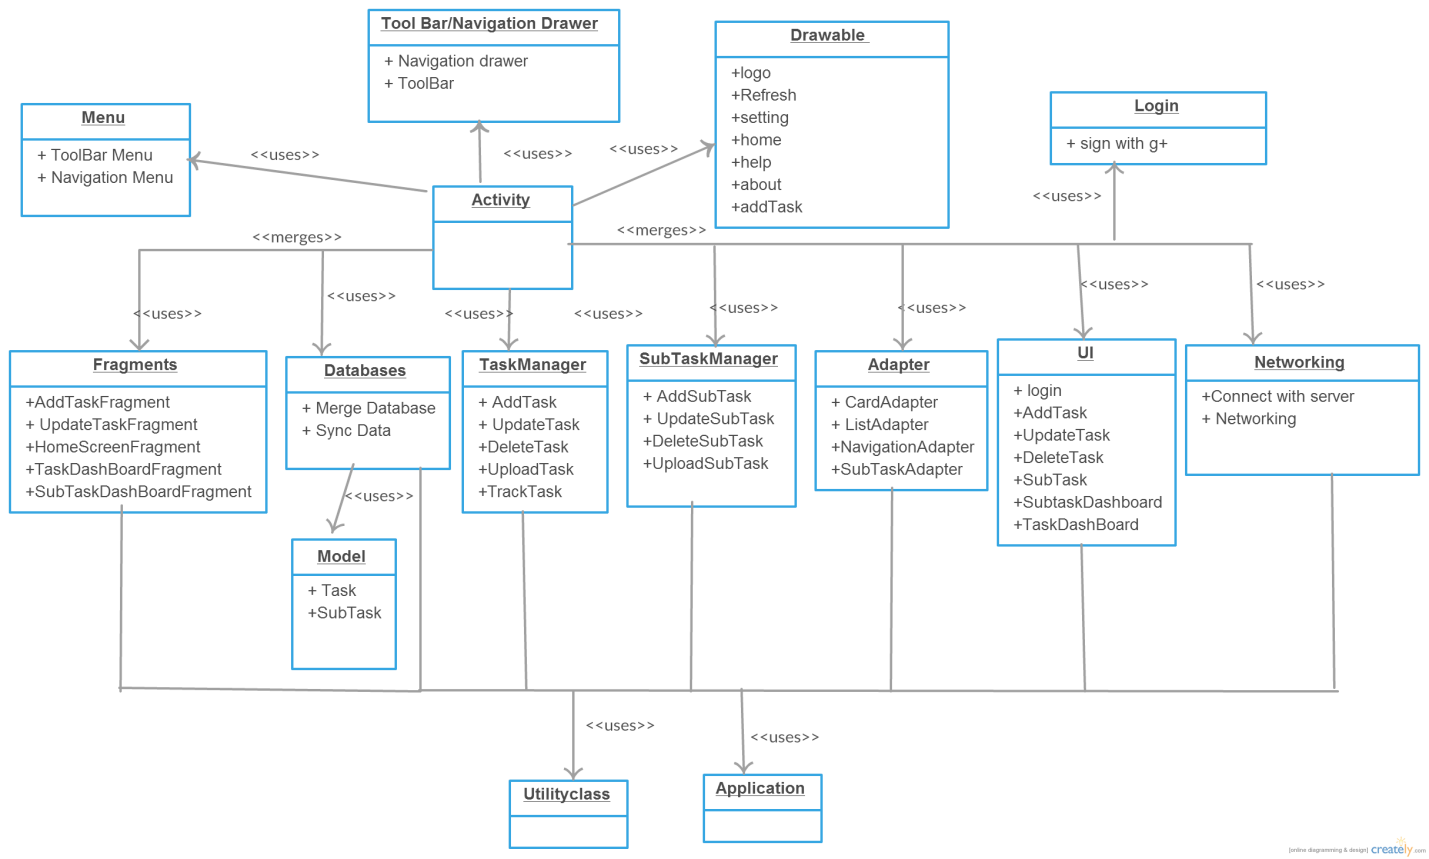 Tool Bar/Navigation Drawer
+ Navigation drawer
+ ToolBar
Drawable
+logo
+Refresh
+setting
+home
+help
+about
+addTask
Login
+ sign with g+
Menu
+ ToolBar Menu
+ Navigation Menu
<<uses>>
<<uses>>
<<uses>>
<<uses>>
Activity
<<merges>>
<<merges>>
<<uses>>
<<uses>>
<<uses>>
<<uses>>
<<uses>>
<<uses>>
<<uses>>
<<uses>>
Fragments
+AddTaskFragment
+ UpdateTaskFragment
+HomeScreenFragment
+TaskDashBoardFragment
+SubTaskDashBoardFragment
Databases
+ Merge Database
+ Sync Data
TaskManager
+ AddTask
+ UpdateTask
+DeleteTask
+UploadTask
+TrackTask
SubTaskManager
+ AddSubTask
+ UpdateSubTask
+DeleteSubTask
+UploadSubTask
Adapter
+ CardAdapter
+ ListAdapter
+NavigationAdapter
+SubTaskAdapter
UI
+ login
+AddTask
+UpdateTask
+DeleteTask
+SubTask
+SubtaskDashboard
+TaskDashBoard
Networking
+Connect with server
+ Networking
<<uses>>
Model
+ Task
+SubTask
<<uses>>
<<uses>>
Utilityclass
Application
[online diagramming & design] creately.com